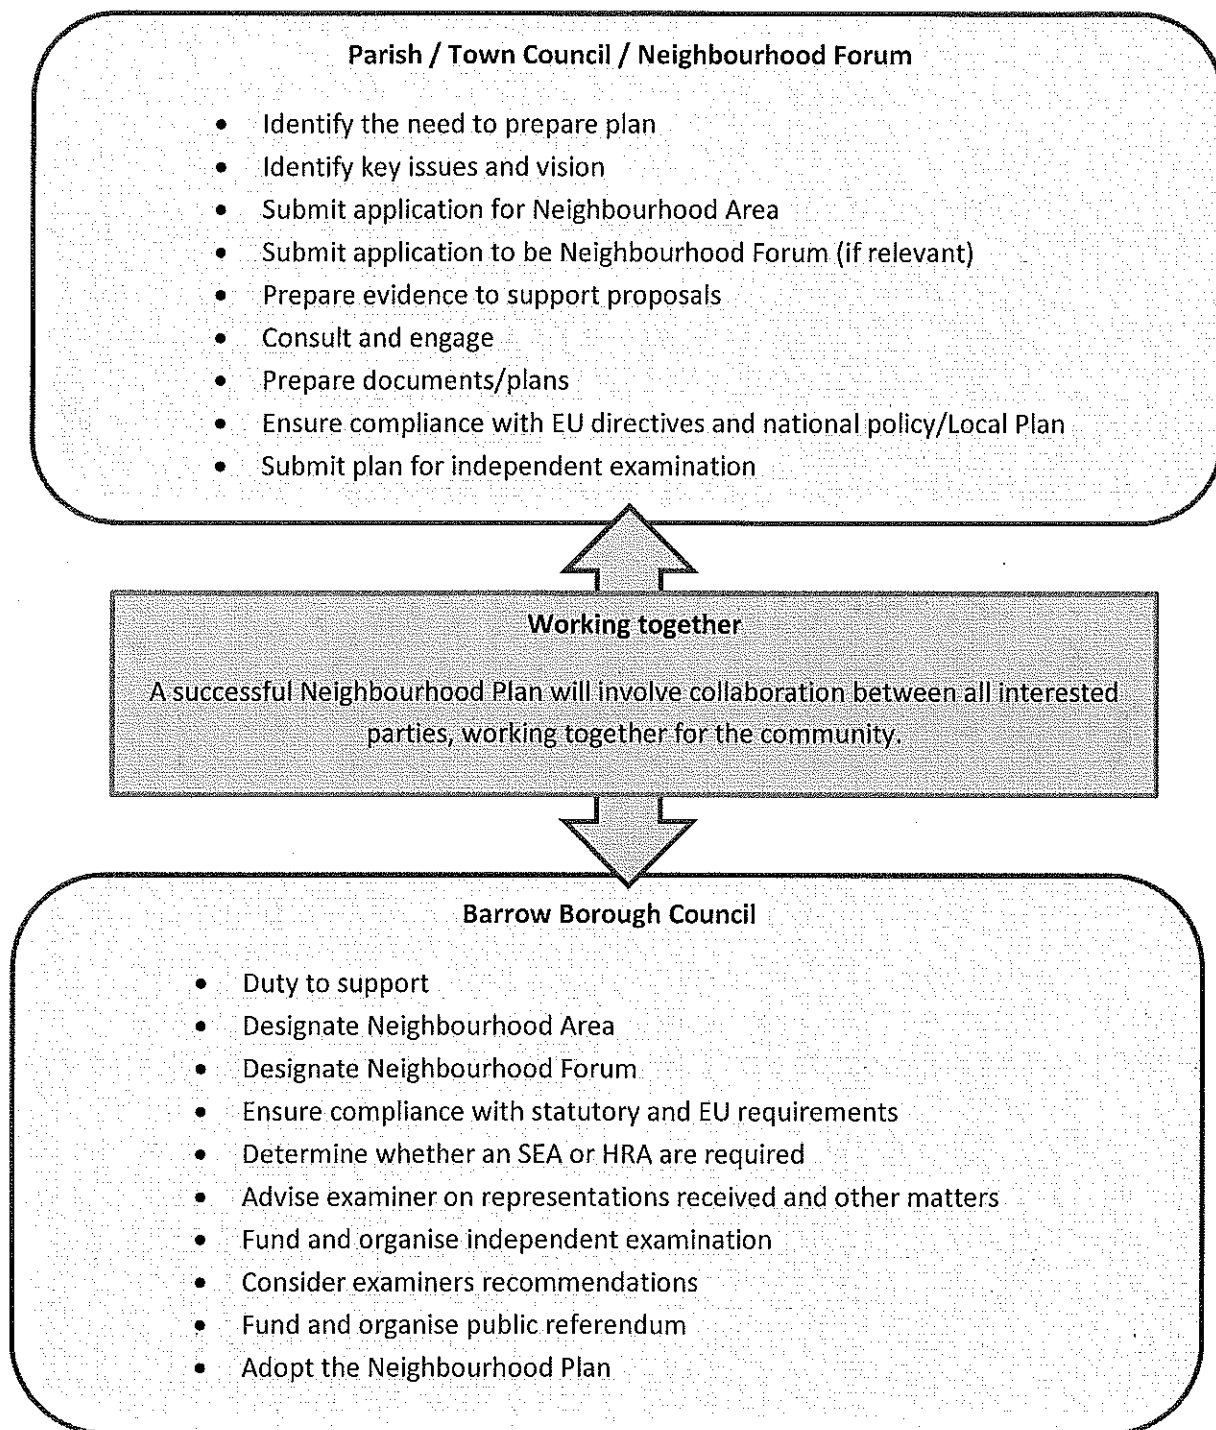 Parish / Town Council / Neighbourhood Forum
• Identify the need to prepare plan
• Identify key issues and vision
• Submit application for Neighbourhood Area
• Submit application to be Neighbourhood Forum (if relevant)
• Prepare evidence to support proposals
• Consult and engage
• Prepare documents/plans
• Ensure compliance with EU directives and national policy/Local Plan
• Submit plan for independent examination
Working together
A successful Neighbourhood Plan will involve collaboration between all interested
parties, working together for the community.
Barrow Borough Council
• Duty to support
• Designate Neighbourhood Area
• Designate Neighbourhood Forum
• Ensure compliance with statutory and EU requirements
• Determine whether an SEA or HRA are required
• Advise examiner on representations received and other matters
• Fund and organise independent examination
• Consider examiners recommendations
• Fund and organise public referendum
• Adopt the Neighbourhood Plan